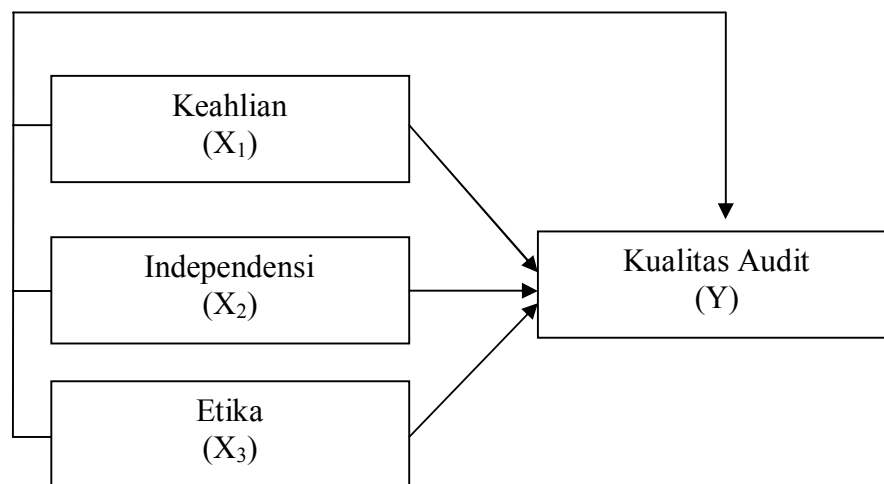 Keahlian
(X₁)
Independensi
(X₂)
Etika
(X₃)
Kualitas Audit
(Y)